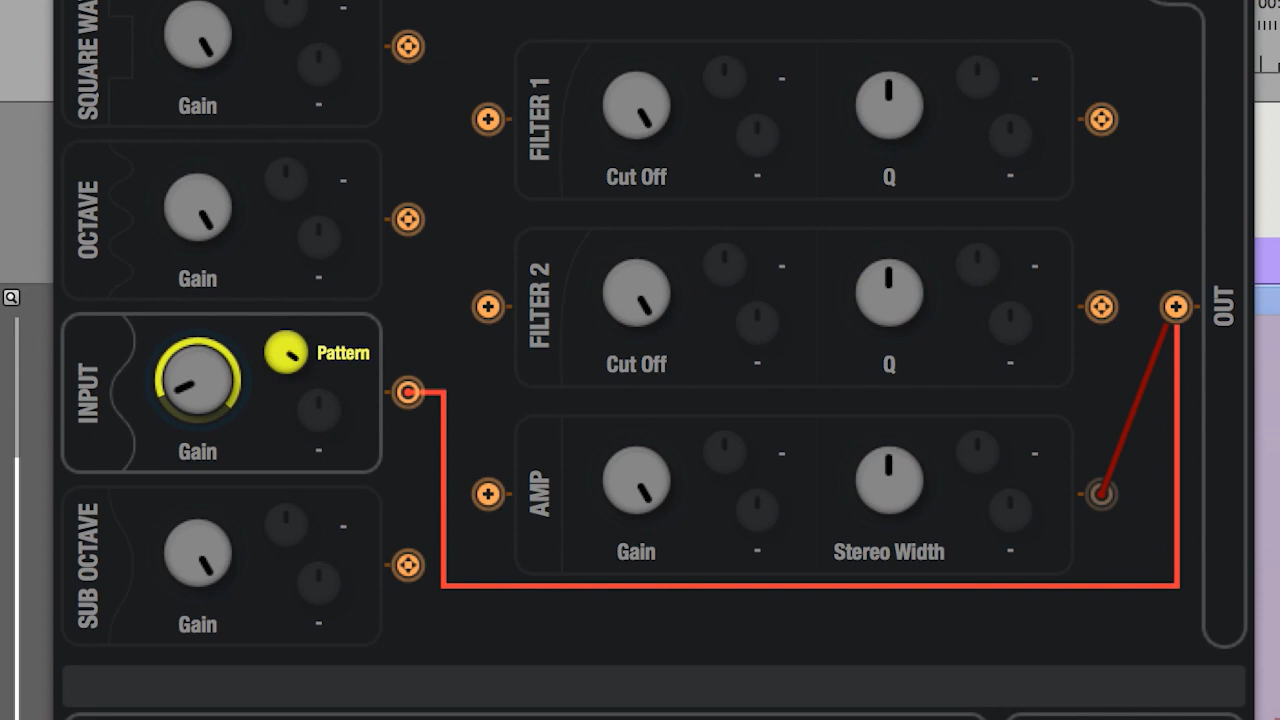 SQUARE WA
Gain
-
-
OCTAVE
Gain
-
-
INPUT
Gain
Pattern
-
SUB OCTAVE
Gain
-
-
FILTER 1
Cut Off
-
-
Q
-
-
FILTER 2
Cut Off
-
-
Q
-
-
AMP
Gain
-
-
Stereo Width
-
-
OUT
00: